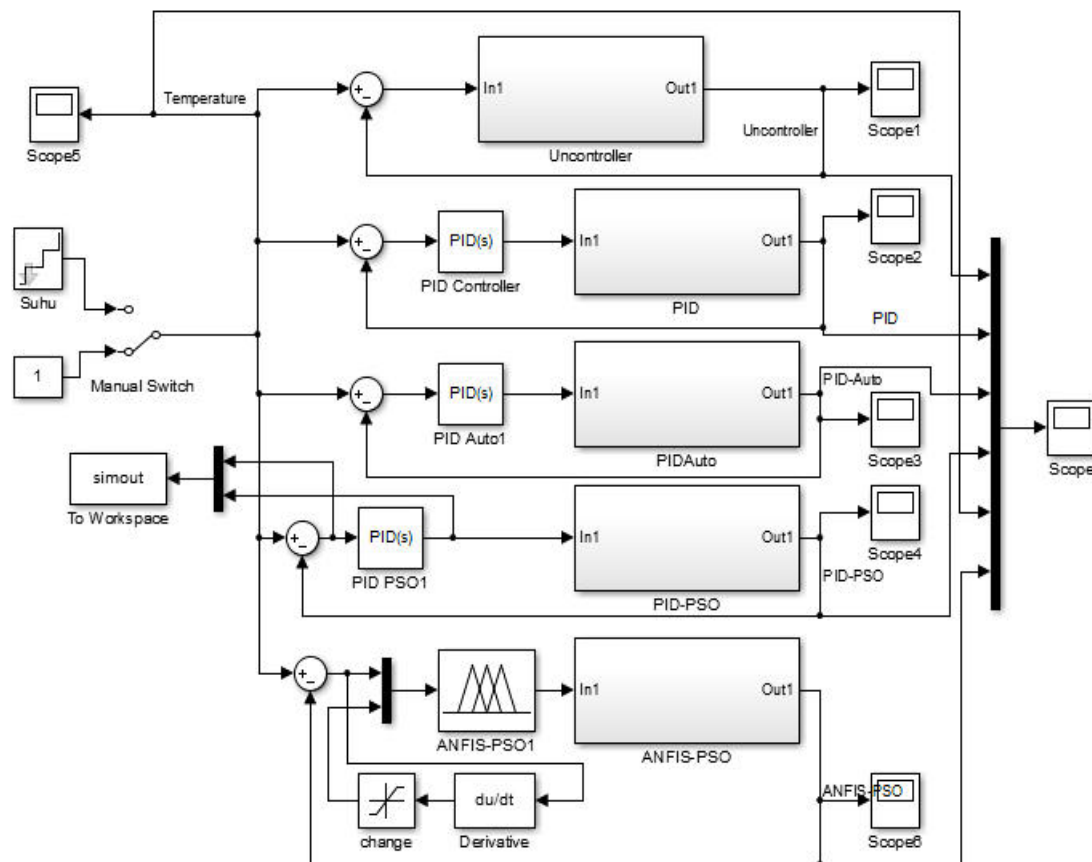 Temperature
Scope5
+
_
In1
Out1
Uncontroller
Uncontroller
Scope1
Suhu
1
Manual Switch
+
_
PID(s)
PID Controller
In1
Out1
PID
Scope2
PID
+
_
PID(s)
PID Auto1
In1
Out1
PIDAuto
PID-Auto
Scope3
Scope
simout
To Workspace
+
_
PID(s)
PID PSO1
In1
Out1
PID-PSO
Scope4
PID-PSO
+
_
ANFIS-PSO1
In1
Out1
ANFIS-PSO
ANFIS-PSO
change
du/dt
Derivative
Scope6